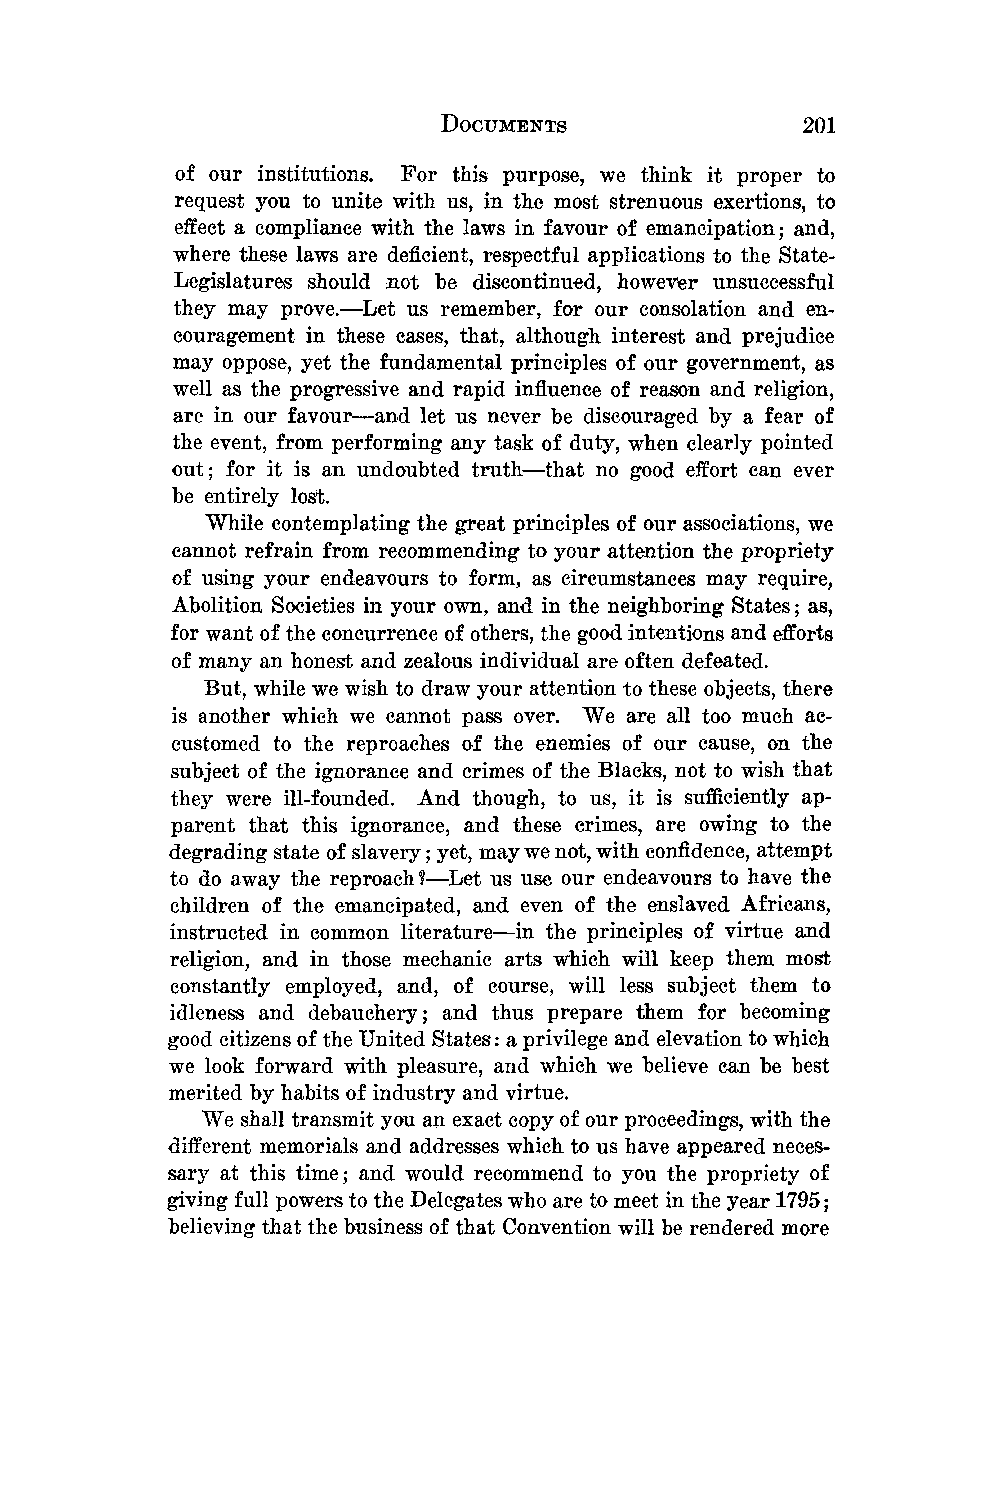 DOCUMENTS 201
of our institutions. For this purpose, we think it proper to
request you to unite with us, in the most strenuous exertions, to
effect a compliance with the laws in favour of emancipation; and,
where these laws are deficient, respectful applications to the State-
Legislatures should not be discontinued, however unsuccessful
they may prove.—Let us remember, for our consolation and en-
couragement in these cases, that, although interest and prejudice
may oppose, yet the fundamental principles of our government, as
well as the progressive and rapid influence of reason and religion,
are in our favour—and let us never be discouraged by a fear of
the event, from performing any task of duty, when clearly pointed
out; for it is an undoubted truth—that no good effort can ever
be entirely lost.
While contemplating the great principles of our associations, we
cannot refrain from recommending to your attention the propriety
of using your endeavours to form, as circumstances may require,
Abolition Societies in your own, and in the neighboring States; as,
for want of the concurrence of others, the good intentions and efforts
of many an honest and zealous individual are often defeated.
But, while we wish to draw your attention to these objects, there
is another which we cannot pass over. We are all too much ac-
customed to the reproaches of the enemies of our cause, on the
subject of the ignorance and crimes of the Blacks, not to wish that
they were ill-founded. And though, to us, it is sufficiently ap-
parent that this ignorance, and these crimes, are owing to the
degrading state of slavery; yet, may we not, with confidence, attempt
to do away the reproach?—Let us use our endeavours to have the
children of the emancipated, and even of the enslaved Africans,
instructed in common literature—in the principles of virtue and
religion, and in those mechanic arts which will keep them most
constantly employed, and, of course, will less subject them to
idleness and debauchery; and thus prepare them for becoming
good citizens of the United States: a privilege and elevation to which
we look forward with pleasure, and which we believe can be best
merited by habits of industry and virtue.
We shall transmit you an exact copy of our proceedings, with the
different memorials and addresses which to us have appeared neces-
sary at this time; and would recommend to you the propriety of
giving full powers to the Delegates who are to meet in the year 1795;
believing that the business of that Convention will be rendered more